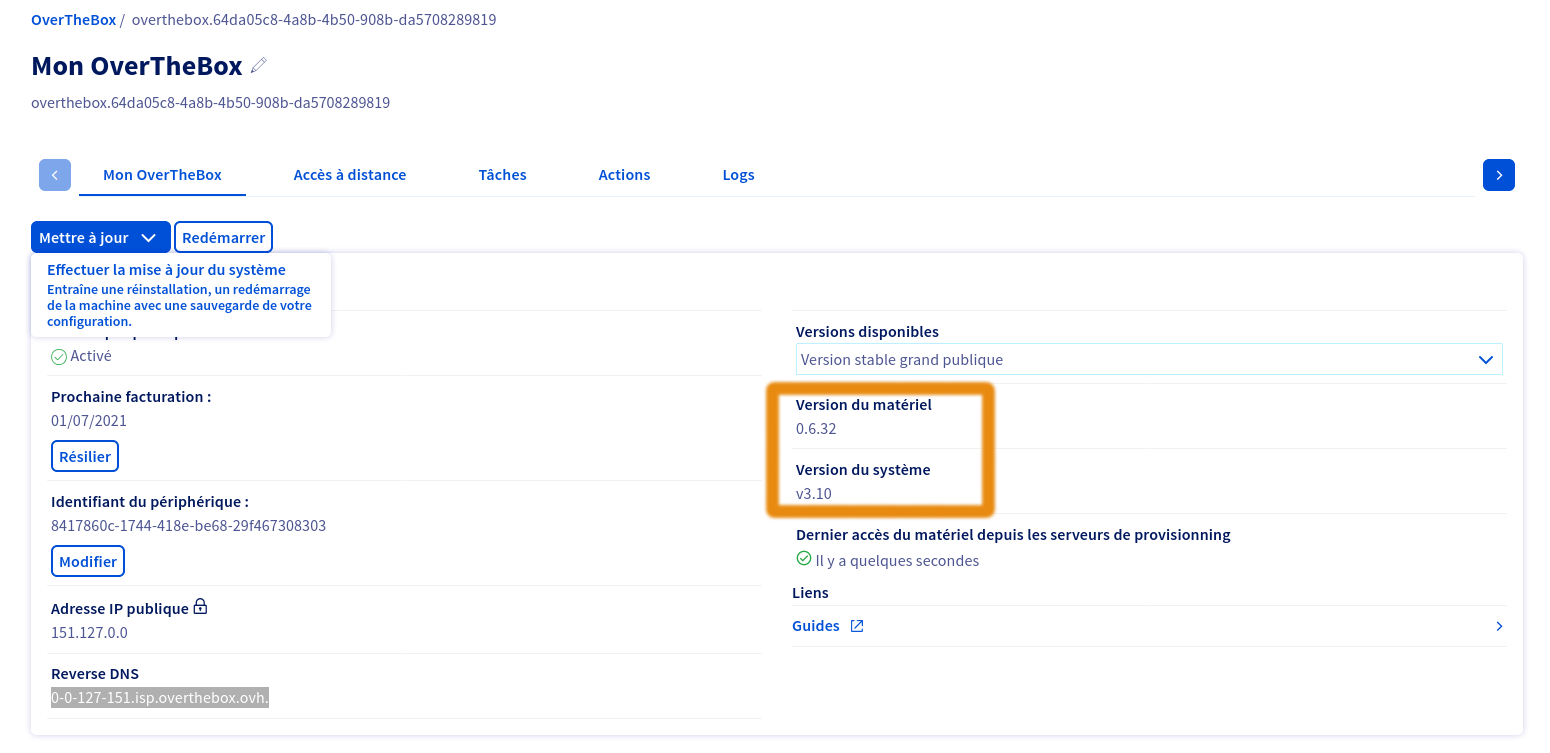 OverTheBox / overthebox.64da05c8-4a8b-4b50-908b-da5708289819
Mon OverTheBox
overthebox.64da05c8-4a8b-4b50-908b-da5708289819
Mon OverTheBox Accès à distance Tâches Actions Logs
Mettre à jour Redémarrer
Effectuer la mise à jour du système
Entraîne une réinstallation, un redémarrage
de la machine avec une sauvegarde de votre
configuration.
Activé
Prochaine facturation :
01/07/2021
Résilier
Identifiant du périphérique :
8417860c-1744-418e-be68-29f467308303
Modifier
Adresse IP publique
151.127.0.0
Reverse DNS
0-0-127-151.isp.overthebox.ovh.
Versions disponibles
Version stable grand publique
Version du matériel
0.6.32
Version du système
v3.10
Dernier accès du matériel depuis les serveurs de provisionning
Il y a quelques secondes
Liens
Guides